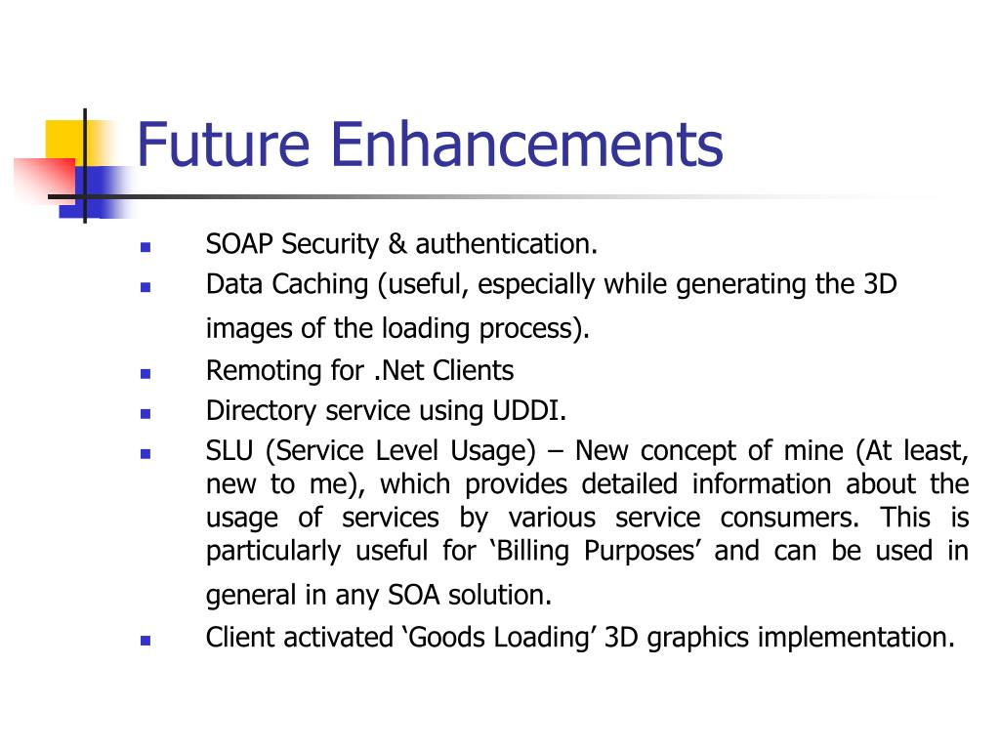 Future Enhancements
SOAP Security & authentication.
Data Caching (useful, especially while generating the 3D
images of the loading process).
Remoting for .Net Clients
Directory service using UDDI.
SLU (Service Level Usage) – New concept of mine (At least,
new to me), which provides detailed information about the
usage of services by various service consumers. This is
particularly useful for ‘Billing Purposes’ and can be used in
general in any SOA solution.
Client activated ‘Goods Loading’ 3D graphics implementation.